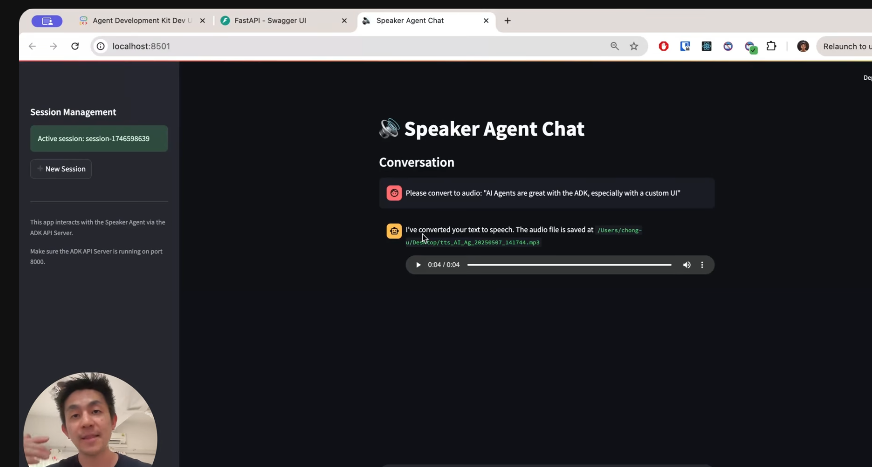 Agent Development Kit Dev U
FastAPI - Swagger UI
Speaker Agent Chat
localhost:8501
Relaunch to u
Dep
Session Management
Active session: session-1746598639
New Session
This app interacts with the Speaker Agent via the
ADK API Server.
Make sure the ADK API Server is running on port
8000.
Speaker Agent Chat
Conversation
Please convert to audio: "AI Agents are great with the ADK, especially with a custom UI"
I've converted your text to speech. The audio file is saved at /Users/chong-
u/Desktop/tts_AI_Ag_20250507_141744.mp3
0:04 / 0:04